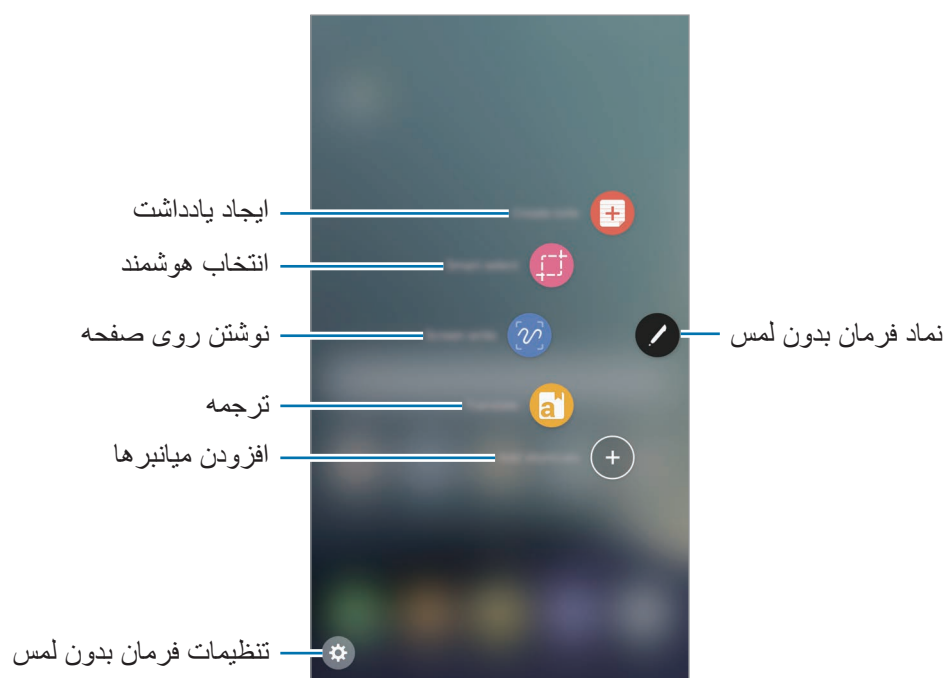 ایجاد یادداشت
انتخاب هوشمند
نوشتن روی صفحه
نماد فرمان بدون لمس
ترجمه
افزودن میانبرها
تنظیمات فرمان بدون لمس